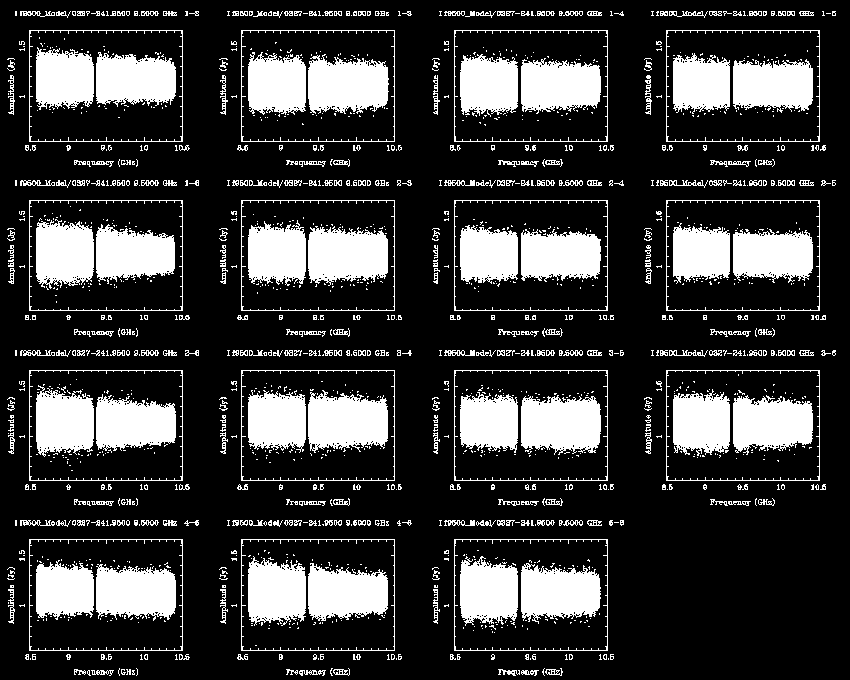 lf9500_Model/0327-241.9500 9.5000 GHz 1-2
Amplitude (Jy)
1.5
1
8.5 9 9.5 10 10.5
Frequency (GHz)
lf9500_Model/0327-241.9500 9.5000 GHz 1-3
Amplitude (Jy)
1.5
1
8.5 9 9.5 10 10.5
Frequency (GHz)
lf9500_Model/0327-241.9500 9.5000 GHz 1-4
Amplitude (Jy)
1.5
1
8.5 9 9.5 10 10.5
Frequency (GHz)
lf9500_Model/0327-241.9500 9.5000 GHz 1-5
Amplitude (Jy)
1.5
1
8.5 9 9.5 10 10.5
Frequency (GHz)
lf9500_Model/0327-241.9500 9.5000 GHz 1-6
Amplitude (Jy)
1.5
1
8.5 9 9.5 10 10.5
Frequency (GHz)
lf9500_Model/0327-241.9500 9.5000 GHz 2-3
Amplitude (Jy)
1.5
1
8.5 9 9.5 10 10.5
Frequency (GHz)
lf9500_Model/0327-241.9500 9.5000 GHz 2-4
Amplitude (Jy)
1.5
1
8.5 9 9.5 10 10.5
Frequency (GHz)
lf9500_Model/0327-241.9500 9.5000 GHz 2-5
Amplitude (Jy)
1.5
1
8.5 9 9.5 10 10.5
Frequency (GHz)
lf9500_Model/0327-241.9500 9.5000 GHz 2-6
Amplitude (Jy)
1.5
1
8.5 9 9.5 10 10.5
Frequency (GHz)
lf9500_Model/0327-241.9500 9.5000 GHz 3-4
Amplitude (Jy)
1.5
1
8.5 9 9.5 10 10.5
Frequency (GHz)
lf9500_Model/0327-241.9500 9.5000 GHz 3-5
Amplitude (Jy)
1.5
1
8.5 9 9.5 10 10.5
Frequency (GHz)
lf9500_Model/0327-241.9500 9.5000 GHz 3-6
Amplitude (Jy)
1.5
1
8.5 9 9.5 10 10.5
Frequency (GHz)
lf9500_Model/0327-241.9500 9.5000 GHz 4-5
Amplitude (Jy)
1.5
1
8.5 9 9.5 10 10.5
Frequency (GHz)
lf9500_Model/0327-241.9500 9.5000 GHz 4-6
Amplitude (Jy)
1.5
1
8.5 9 9.5 10 10.5
Frequency (GHz)
lf9500_Model/0327-241.9500 9.5000 GHz 5-6
Amplitude (Jy)
1.5
1
8.5 9 9.5 10 10.5
Frequency (GHz)